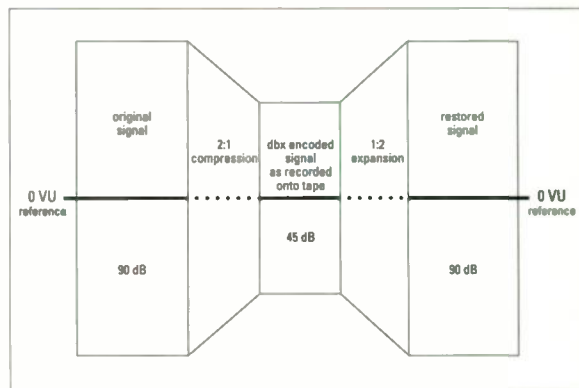 original
signal
2:1
compression
dbx encoded
signal
as recorded
onto tape
1:2
expansion
restored
signal
0 VU
reference
0 VU
reference
90 dB
45 dB
90 dB